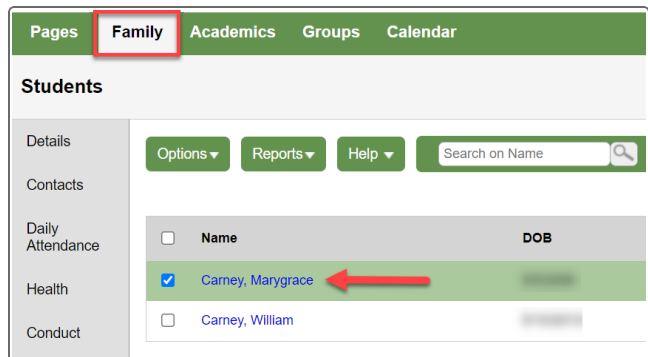 Pages Family Academics Groups Calendar
Students
Details
Contacts
Daily
Attendance
Health
Conduct
Options Reports Help Search on Name
Name DOB
Carney, Marygrace
Carney, William